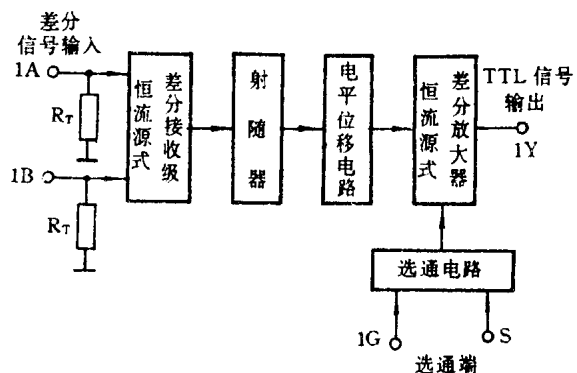 差分
信号输入
1A
RT
1B
RT
恒流源式
差分接收级
射随器
电平位移电路
恒流源式
差分放大器
TTL 信号
输出
1Y
选通电路
1G
S
选通端